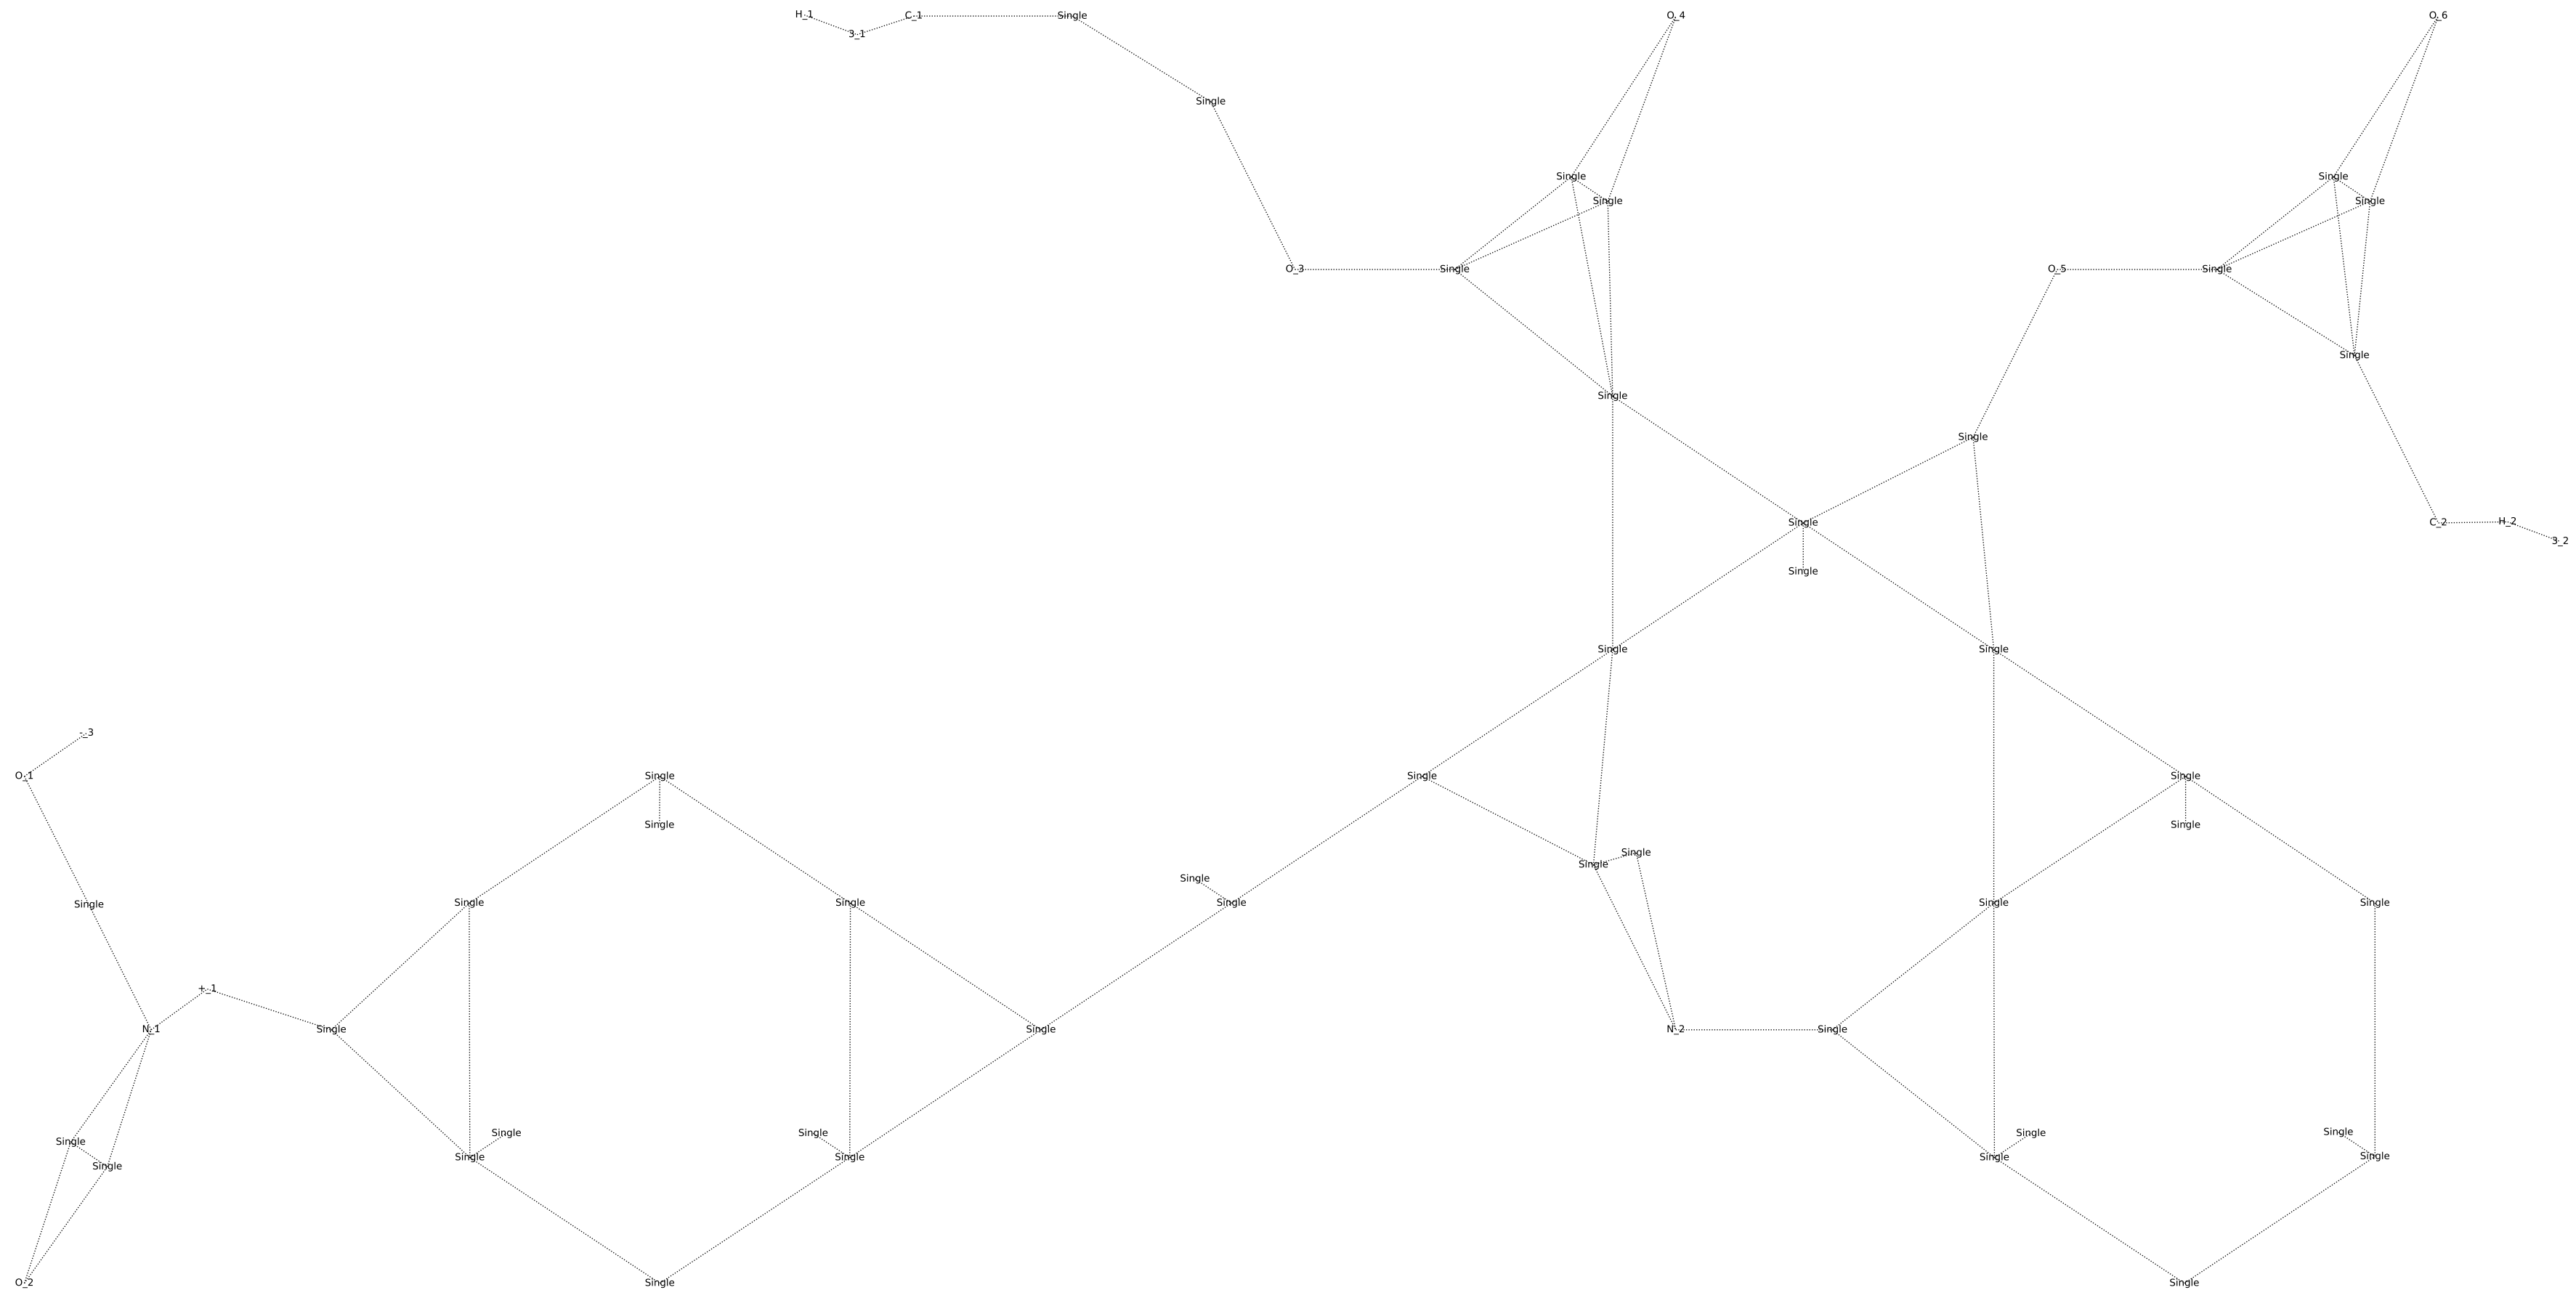 H_1 C_1 Single O_4 O_6
3_1
Single
Single Single
Single Single
O_3 Single O_5 Single
Single
Single
Single
Single C_2 H_2
3_2
Single
Single Single
-_3
O_1 Single Single Single
Single Single
Single
Single
Single
Single Single Single Single Single Single
+_1
N_1 Single Single N_2 Single
Single Single Single Single
Single
Single Single Single Single
Single
O_2 Single Single